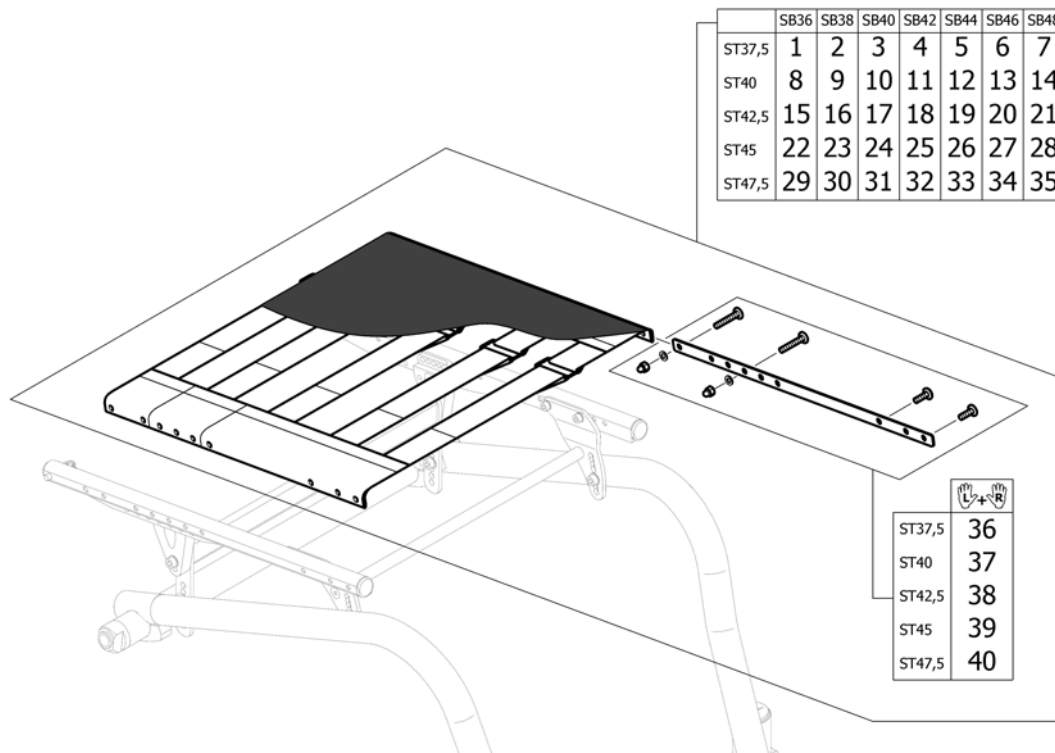 SB36 SB38 SB40 SB42 SB44 SB46 SB48
ST37,5 1 2 3 4 5 6 7
ST40 8 9 10 11 12 13 14
ST42,5 15 16 17 18 19 20 21
ST45 22 23 24 25 26 27 28
ST47,5 29 30 31 32 33 34 35
L+R
ST37,5 36
ST40 37
ST42,5 38
ST45 39
ST47,5 40